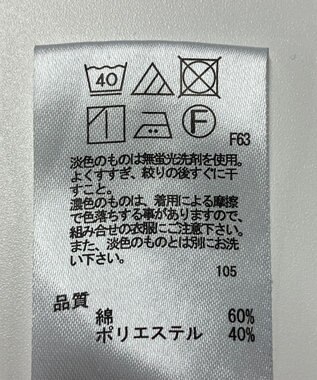 40
F
F63
淡色のものは無蛍光洗剤を使用。
よくすすぎ、絞りの後すぐに干
すこと。
濃色のものは、着用による摩擦
で色落ちする事がありますので、
組み合せの衣服にご注意下さい。
また、淡色のものとは別にお洗
い下さい。
105
品質
綿 60%
ポリエステル 40%